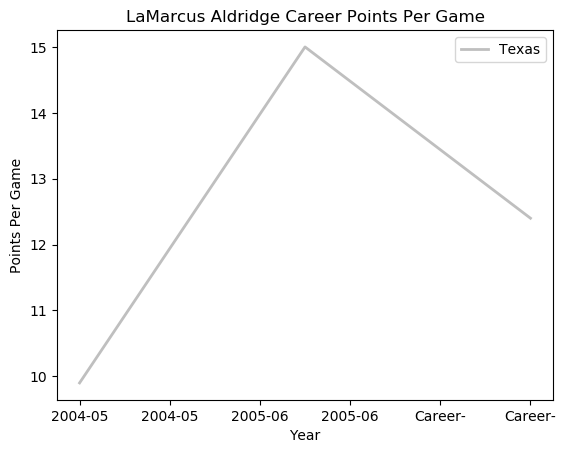 LaMarcus Aldridge Career Points Per Game
Texas
15
14
13
12
11
10
Points Per Game
2004-05 2004-05 2005-06 2005-06 Career- Career-
Year